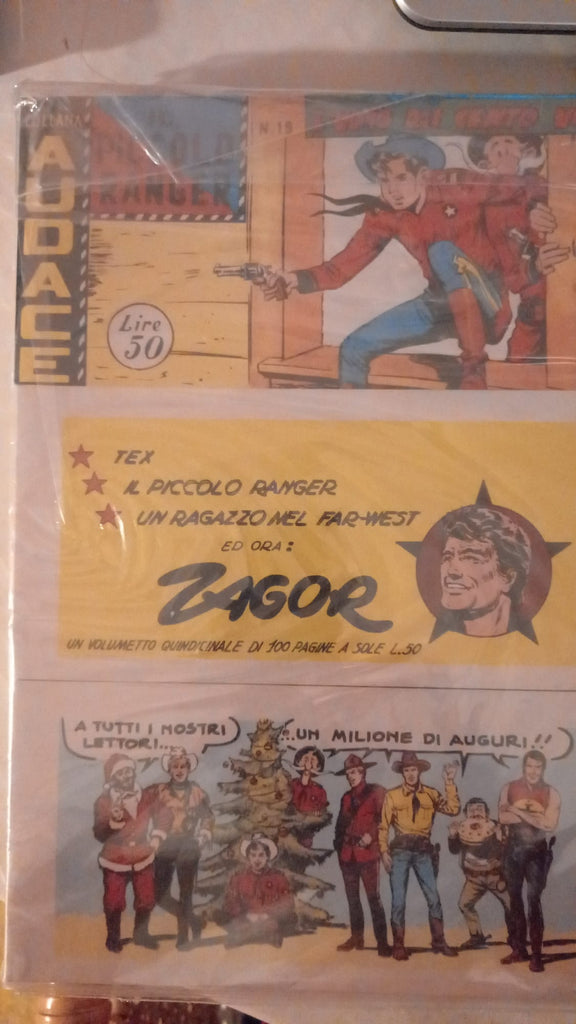 COLLANA
AUDACE
PICCOLO
RANGER
N. 19
Lire
50
TEX
IL PICCOLO RANGER
UN RAGAZZO NEL FAR-WEST
ED ORA:
ZAGOR
UN VOLUMETTO QUINDICINALE DI 100 PAGINE A SOLE L.50
A TUTTI I NOSTRI
LETTORI...
...UN MILIONE DI AUGURI!!